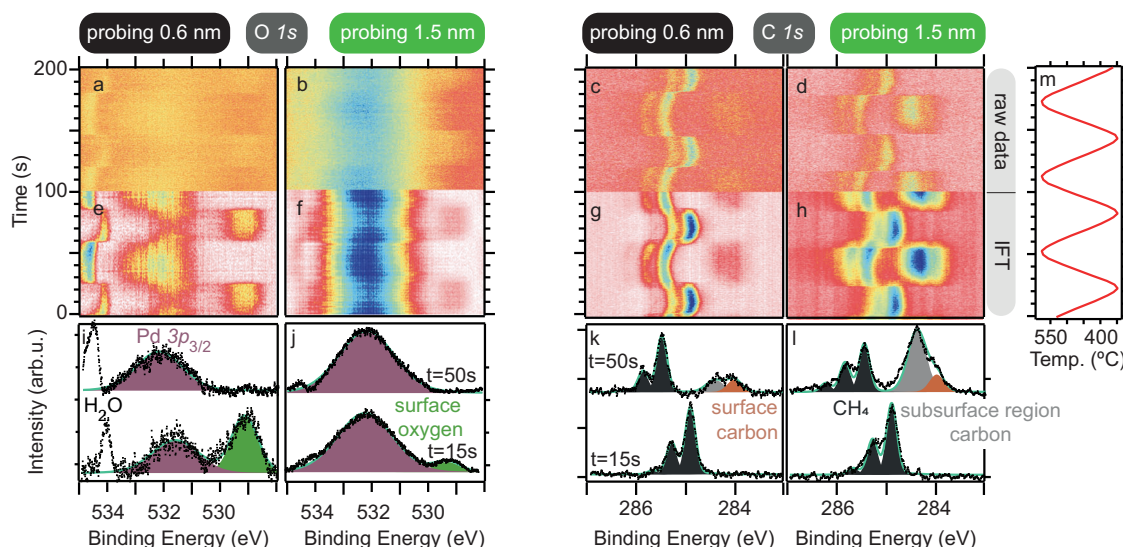 probing 0.6 nm O 1s probing 1.5 nm probing 0.6 nm C 1s probing 1.5 nm
200
a b c d m
raw data
Time (s)
100
e f g h
IFT
0
550 400
Temp. (ºC)
i Pd 3p3/2 j k l
t=50s t=50s
H₂O surface oxygen surface carbon CH₄ subsurface region carbon
t=15s t=15s
Intensity (arb.u.)
534 532 530 534 532 530 286 284 286 284
Binding Energy (eV) Binding Energy (eV) Binding Energy (eV) Binding Energy (eV)